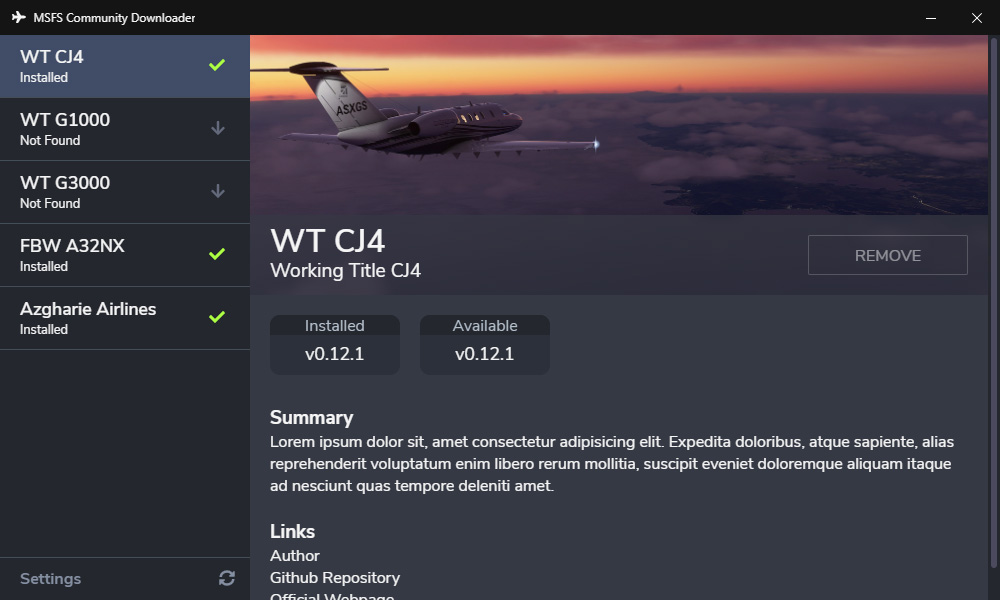 MSFS Community Downloader
WT CJ4
Installed
WT G1000
Not Found
WT G3000
Not Found
FBW A32NX
Installed
Azgharie Airlines
Installed
Settings
ASXGS
WT CJ4
Working Title CJ4
REMOVE
Installed
v0.12.1
Available
v0.12.1
Summary
Lorem ipsum dolor sit, amet consectetur adipisicing elit. Expedita doloribus, atque sapiente, alias
reprehenderit voluptatum enim libero rerum mollitia, suscipit eveniet doloremque aliquam itaque
ad nesciunt quas tempore deleniti amet.
Links
Author
Github Repository
Official Webpage